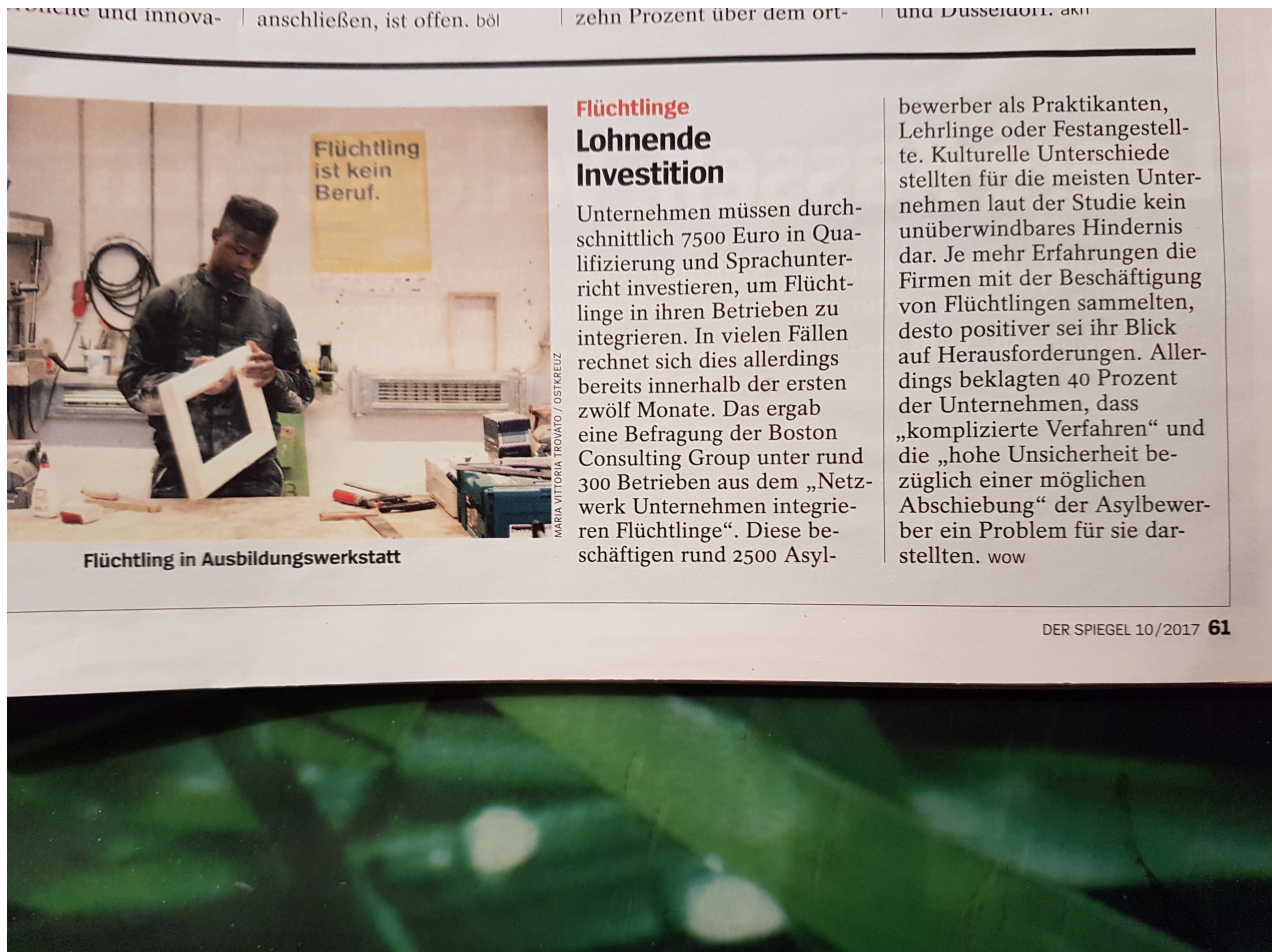 und innova-
anschließen, ist offen. böl
zehn Prozent über dem ort-
und Düsseldorf. akn
Flüchtling
ist kein
Beruf.
MARIA VITTORIA TROVATO / OSTKREUZ
Flüchtling in Ausbildungswerkstatt
Flüchtlinge
Lohnende
Investition
Unternehmen müssen durch-
schnittlich 7500 Euro in Qua-
lifizierung und Sprachunter-
richt investieren, um Flücht-
linge in ihren Betrieben zu
integrieren. In vielen Fällen
rechnet sich dies allerdings
bereits innerhalb der ersten
zwölf Monate. Das ergab
eine Befragung der Boston
Consulting Group unter rund
300 Betrieben aus dem „Netz-
werk Unternehmen integrie-
ren Flüchtlinge“. Diese be-
schäftigen rund 2500 Asyl-
bewerber als Praktikanten,
Lehrlinge oder Festangestell-
te. Kulturelle Unterschiede
stellten für die meisten Unter-
nehmen laut der Studie kein
unüberwindbares Hindernis
dar. Je mehr Erfahrungen die
Firmen mit der Beschäftigung
von Flüchtlingen sammelten,
desto positiver sei ihr Blick
auf Herausforderungen. Aller-
dings beklagten 40 Prozent
der Unternehmen, dass
„komplizierte Verfahren“ und
die „hohe Unsicherheit be-
züglich einer möglichen
Abschiebung“ der Asylbewer-
ber ein Problem für sie dar-
stellten. WOW
DER SPIEGEL 10/2017 61